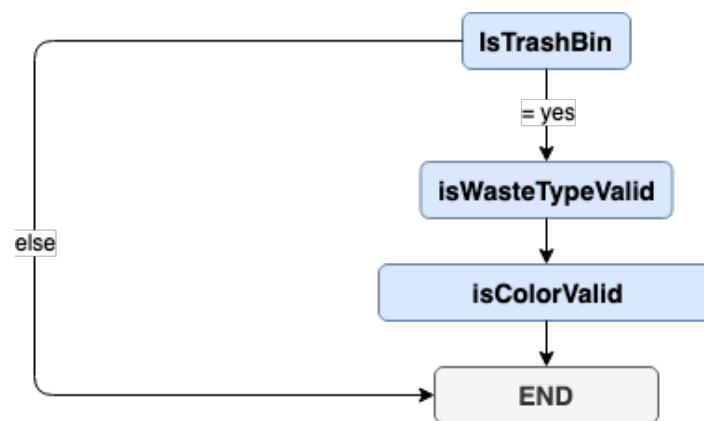 IsTrashBin
= yes
isWasteTypeValid
else
isColorValid
END